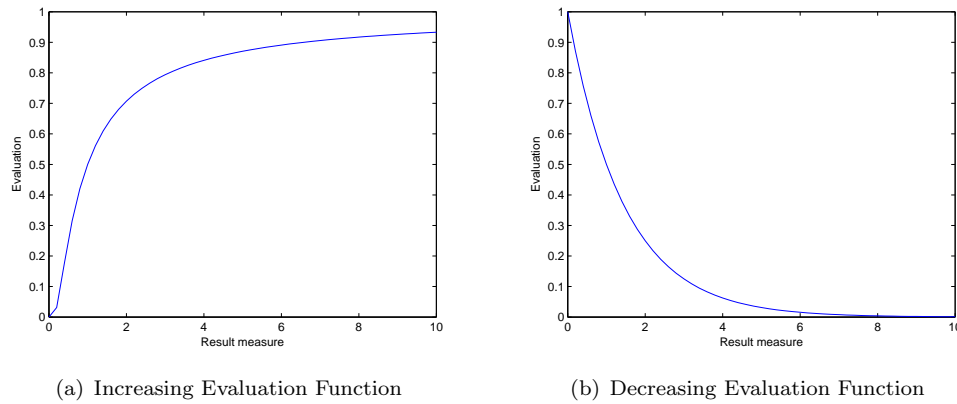 1
0.9
0.8
0.7
0.6
0.5
0.4
0.3
0.2
0.1
0
Evaluation
0 2 4 6 8 10
Result measure
(a) Increasing Evaluation Function
1
0.9
0.8
0.7
0.6
0.5
0.4
0.3
0.2
0.1
0
Evaluation
0 2 4 6 8 10
Result measure
(b) Decreasing Evaluation Function